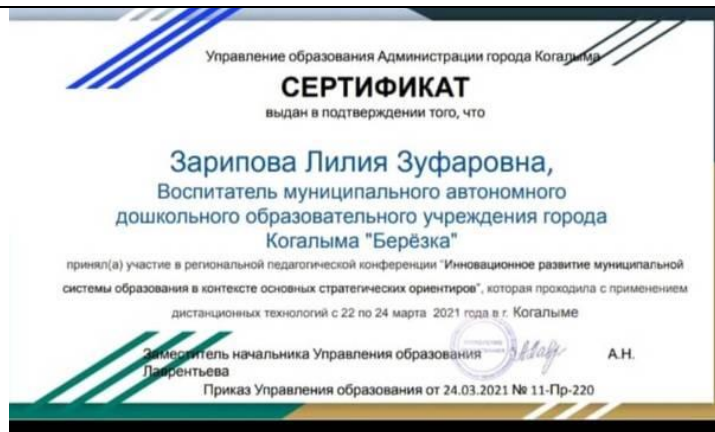 Управление образования Администрации города Когалыма
СЕРТИФИКАТ
выдан в подтверждении того, что
Зарипова Лилия Зуфаровна,
Воспитатель муниципального автономного
дошкольного образовательного учреждения города
Когалыма "Берёзка"
принял(а) участие в региональной педагогической конференции "Инновационное развитие муниципальной
системы образования в контексте основных стратегических ориентиров", которая проходила с применением
дистанционных технологий с 22 по 24 марта 2021 года в г. Когалыме
Заместитель начальника Управления образования А.Н.
Лаврентьева
Приказ Управления образования от 24.03.2021 № 11-Пр-220